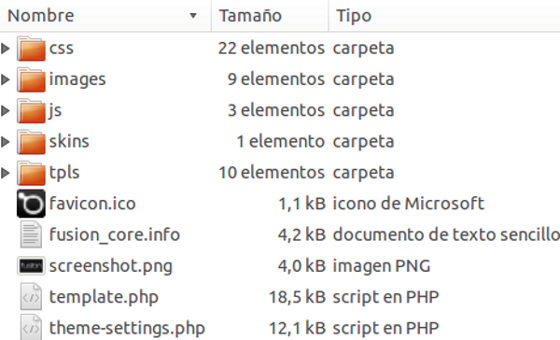 Nombre Tamaño Tipo
css 22 elementos carpeta
images 9 elementos carpeta
js 3 elementos carpeta
skins 1 elemento carpeta
tpls 10 elementos carpeta
favicon.ico 1,1 kB icono de Microsoft
fusion_core.info 4,2 kB documento de texto sencillo
screenshot.png 4,0 kB imagen PNG
template.php 18,5 kB script en PHP
theme-settings.php 12,1 kB script en PHP